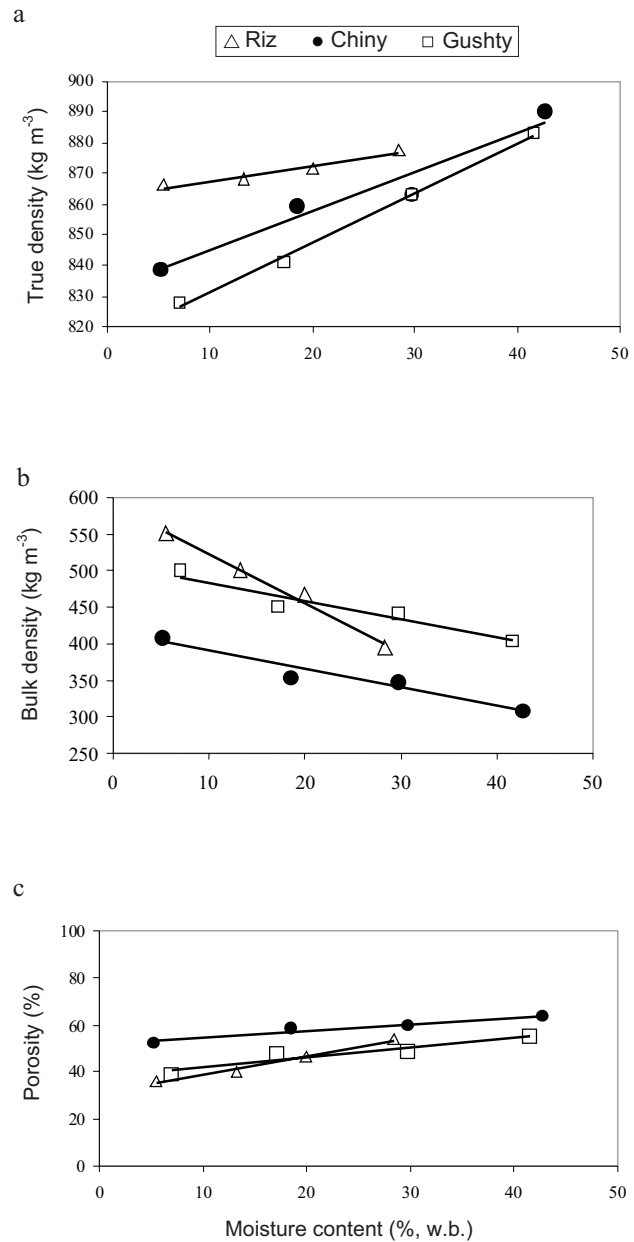 a
Riz Chiny Gushty
True density (kg m-3)
900
890
880
870
860
850
840
830
820
0 10 20 30 40 50
b
Bulk density (kg m-3)
600
550
500
450
400
350
300
250
0 10 20 30 40 50
c
Porosity (%)
100
80
60
40
20
0
0 10 20 30 40 50
Moisture content (%, w.b.)